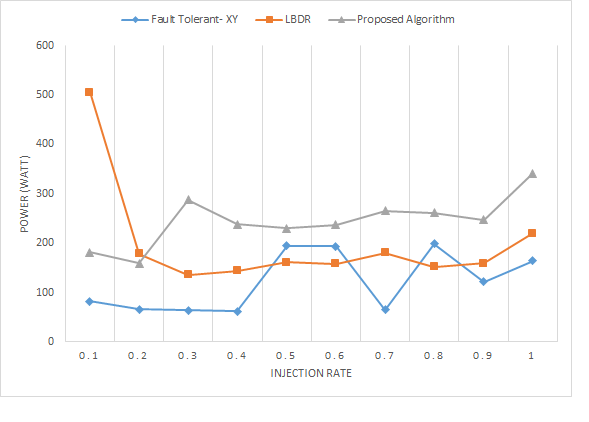 Fault Tolerant- XY LBDR Proposed Algorithm
600
500
400
300
200
100
0
POWER (WATT)
0.1 0.2 0.3 0.4 0.5 0.6 0.7 0.8 0.9 1
INJECTION RATE